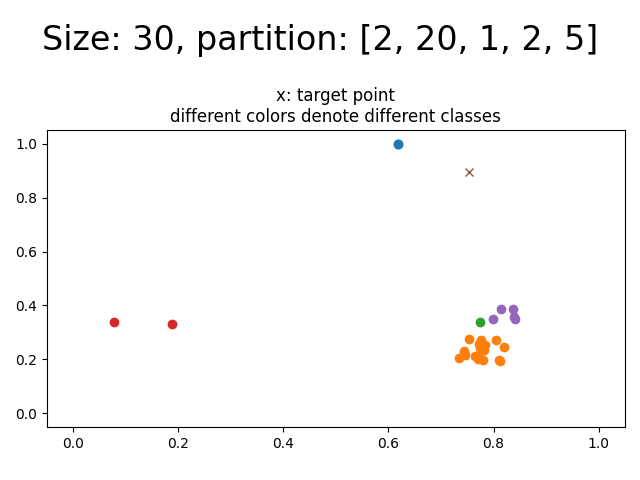 Size: 30, partition: [2, 20, 1, 2, 5]
x: target point
different colors denote different classes
1.0
0.8
0.6
0.4
0.2
0.0
0.0 0.2 0.4 0.6 0.8 1.0